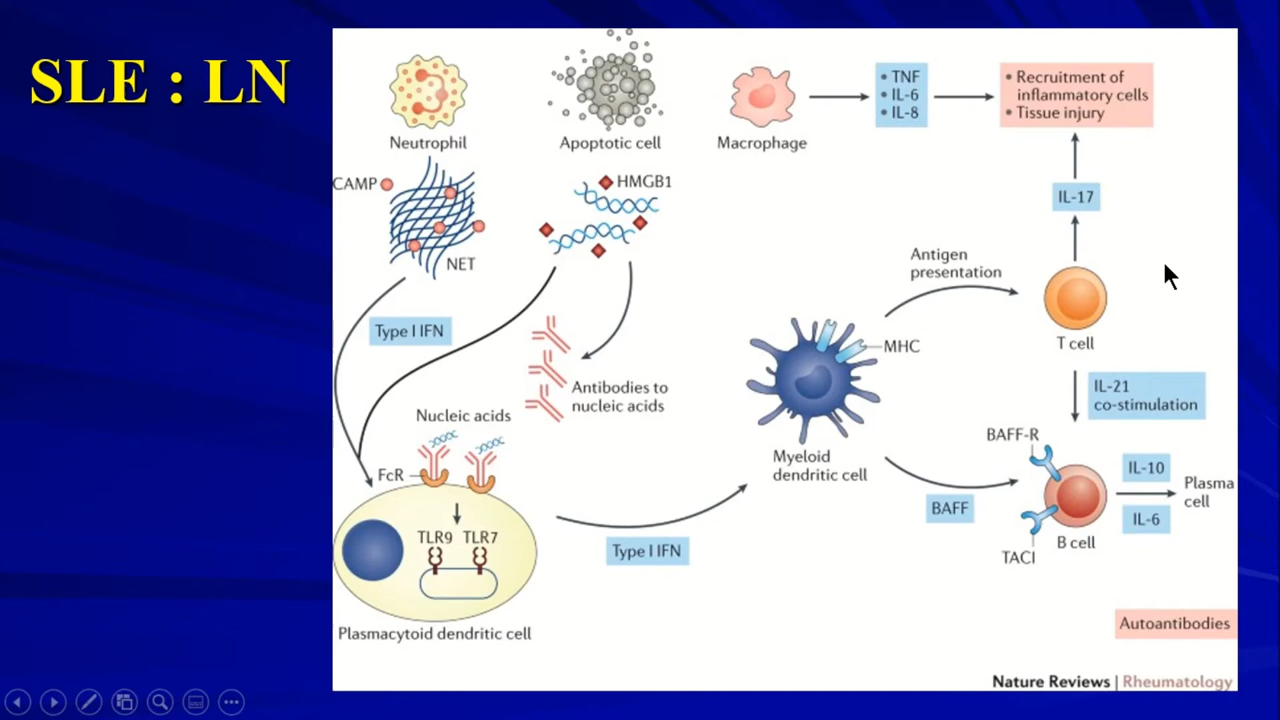 SLE : LN
Neutrophil
Apoptotic cell
Macrophage
• TNF
• IL-6
• IL-8
• Recruitment of
inflammatory cells
• Tissue injury
CAMP
HMGB1
NET
IL-17
Antigen
presentation
Type I IFN
MHC
T cell
Antibodies to
nucleic acids
IL-21
co-stimulation
Nucleic acids
FcR
BAFF-R
Myeloid
dendritic cell
IL-10
Plasma
cell
BAFF
IL-6
TLR9 TLR7
Type I IFN
B cell
TACI
Plasmacytoid dendritic cell
Autoantibodies
Nature Reviews | Rheumatology